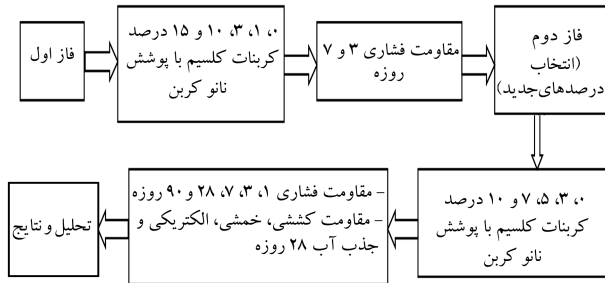 فاز اول
۰، ۱، ۳، ۱۰ و ۱۵ درصد
کربنات کلسیم با پوشش
نانو کربن
مقاومت فشاری ۳ و ۷
روزه
فاز دوم
(انتخاب
درصدهای جدید)
۰، ۳، ۵، ۷ و ۱۰ درصد
کربنات کلسیم با پوشش
نانو کربن
- مقاومت فشاری ۱، ۳، ۷، ۲۸ و ۹۰ روزه
- مقاومت کششی، خمشی، الکتریکی و
جذب آب ۲۸ روزه
تحلیل و نتایج